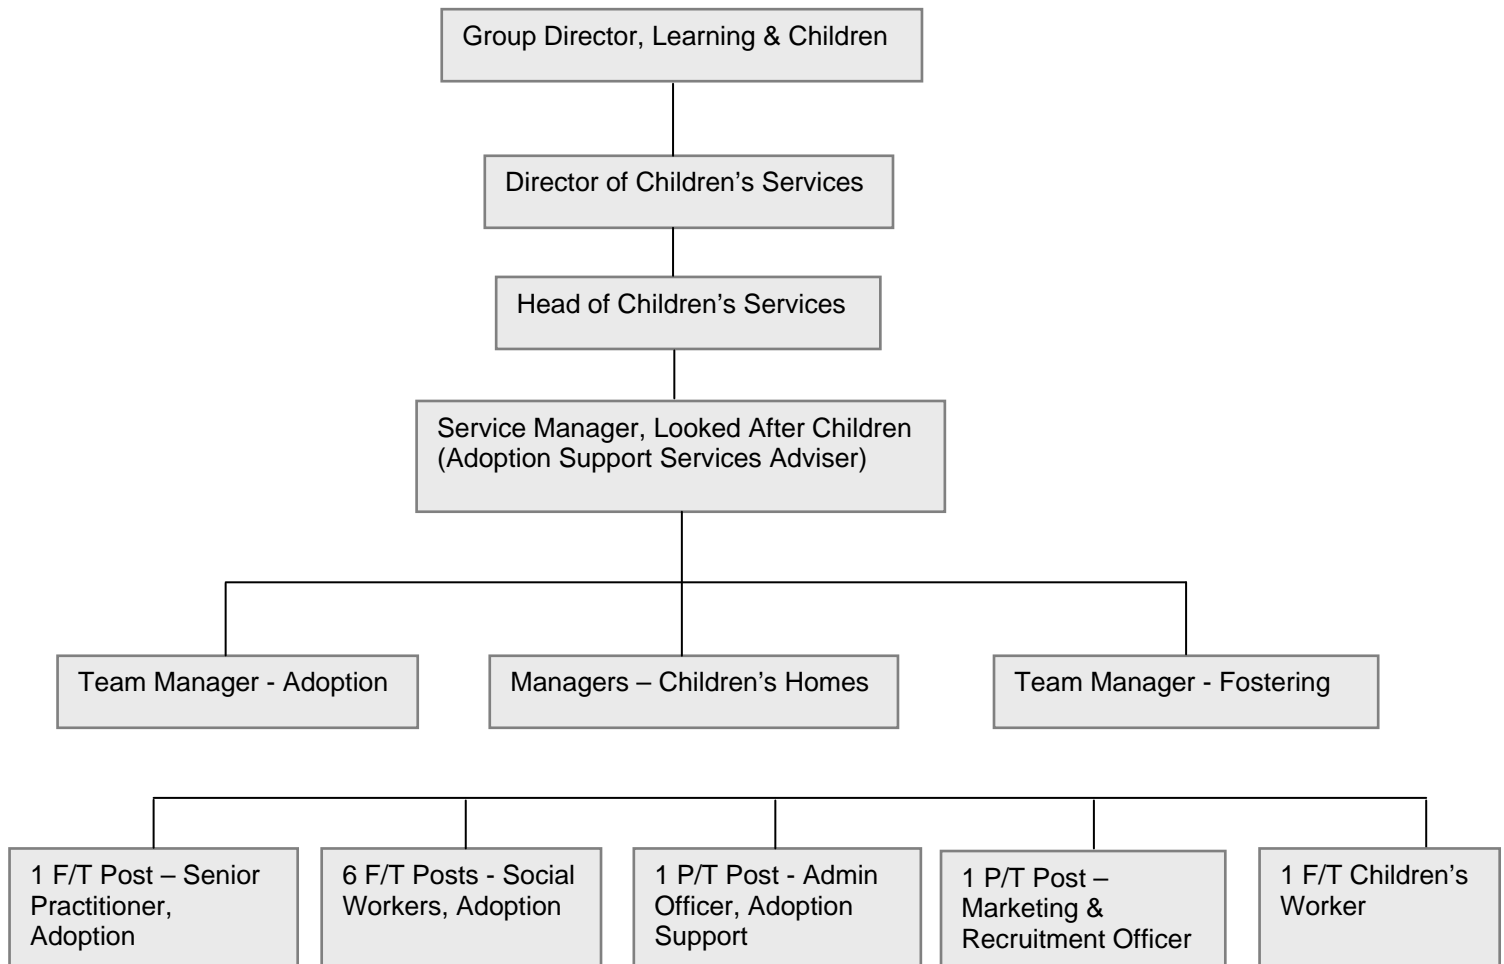 Group Director, Learning & Children
Director of Children’s Services
Head of Children’s Services
Service Manager, Looked After Children
(Adoption Support Services Adviser)
Team Manager - Adoption
Managers – Children’s Homes
Team Manager - Fostering
1 F/T Post – Senior
Practitioner,
Adoption
6 F/T Posts - Social
Workers, Adoption
1 P/T Post - Admin
Officer, Adoption
Support
1 P/T Post –
Marketing &
Recruitment Officer
1 F/T Children’s
Worker